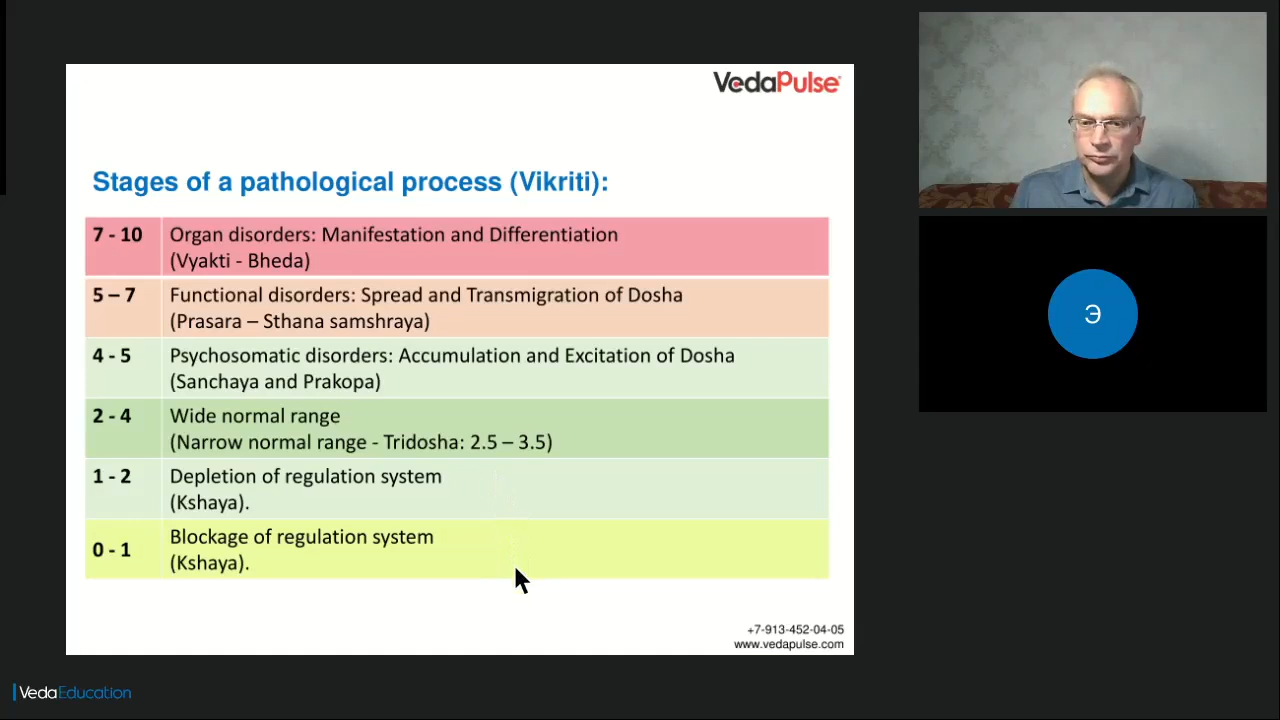 VedaPulse
Stages of a pathological process (Vikriti):
7 - 10
Organ disorders: Manifestation and Differentiation
(Vyakti - Bheda)
5 – 7
Functional disorders: Spread and Transmigration of Dosha
(Prasara – Sthana samshraya)
4 - 5
Psychosomatic disorders: Accumulation and Excitation of Dosha
(Sanchaya and Prakopa)
2 - 4
Wide normal range
(Narrow normal range - Tridosha: 2.5 – 3.5)
1 - 2
Depletion of regulation system
(Kshaya).
0 - 1
Blockage of regulation system
(Kshaya).
+7-913-452-04-05
www.vedapulse.com
VedaEducation
Э